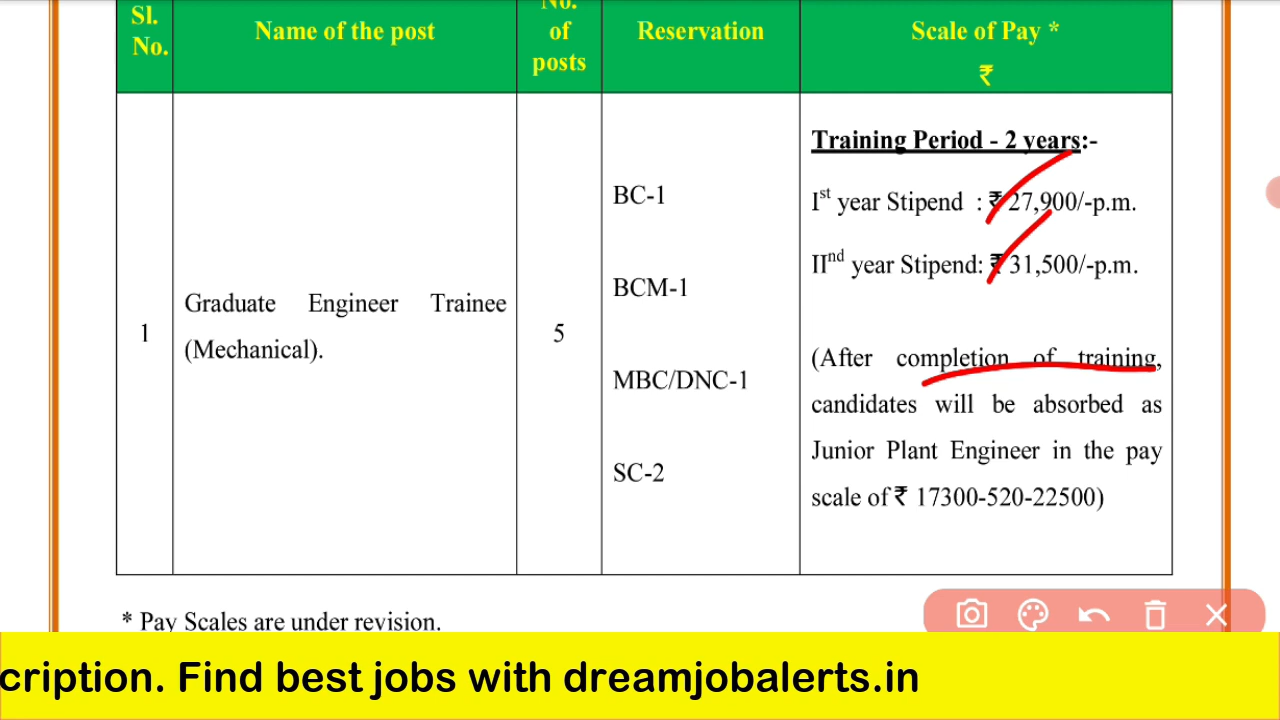 Sl.
No.
Name of the post
No.
of
posts
Reservation
Scale of Pay *
₹
1
Graduate Engineer Trainee
(Mechanical).
5
BC-1
BCM-1
MBC/DNC-1
SC-2
Training Period - 2 years:-
Ist year Stipend : ₹ 27,900/-p.m.
IInd year Stipend: ₹ 31,500/-p.m.
(After completion of training,
candidates will be absorbed as
Junior Plant Engineer in the pay
scale of ₹ 17300-520-22500)
* Pay Scales are under revision.
cription. Find best jobs with dreamjobalerts.in